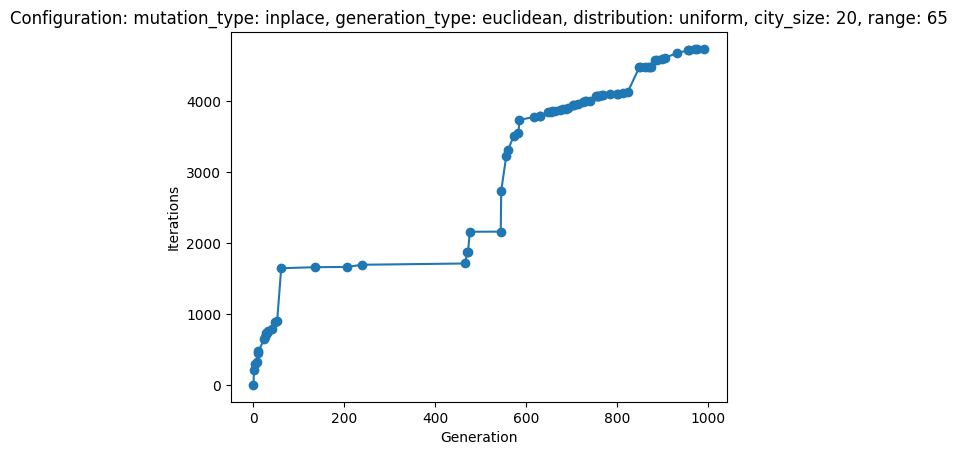 Configuration: mutation_type: inplace, generation_type: euclidean, distribution: uniform, city_size: 20, range: 65
4000
3000
2000
1000
0
Iterations
0 200 400 600 800 1000
Generation